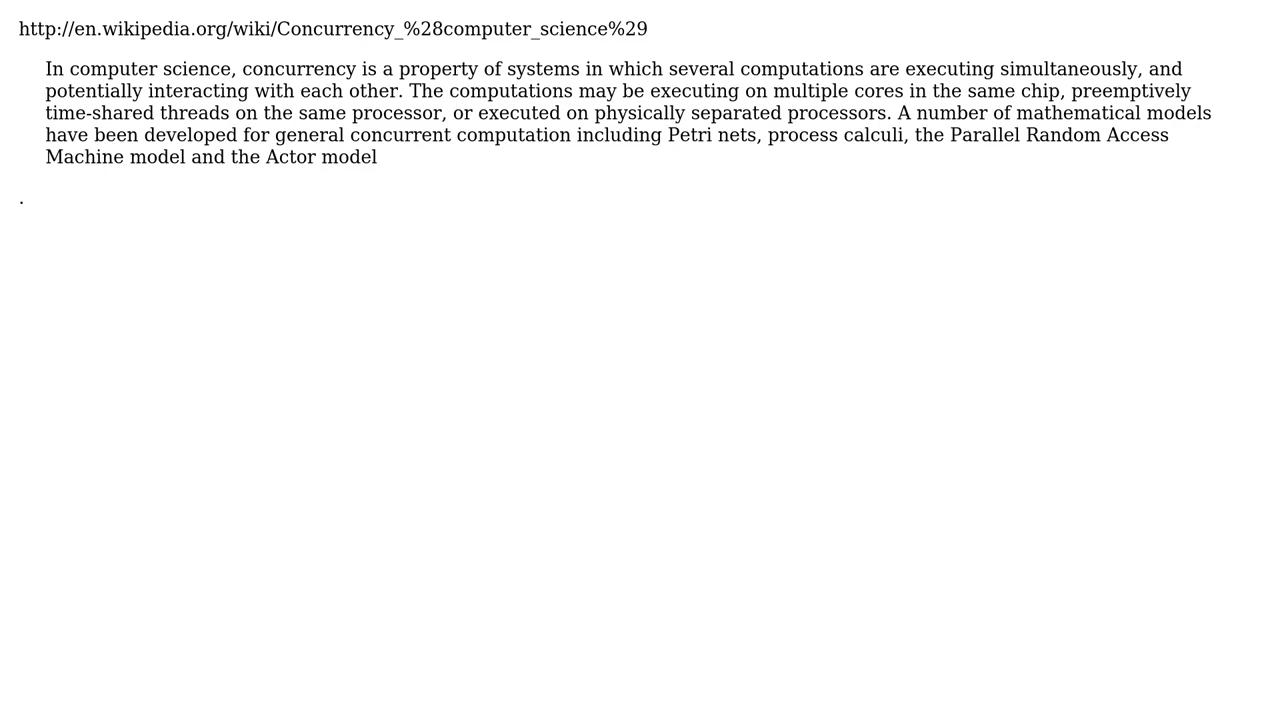 http://en.wikipedia.org/wiki/Concurrency_%28computer_science%29
In computer science, concurrency is a property of systems in which several computations are executing simultaneously, and
potentially interacting with each other. The computations may be executing on multiple cores in the same chip, preemptively
time-shared threads on the same processor, or executed on physically separated processors. A number of mathematical models
have been developed for general concurrent computation including Petri nets, process calculi, the Parallel Random Access
Machine model and the Actor model
.